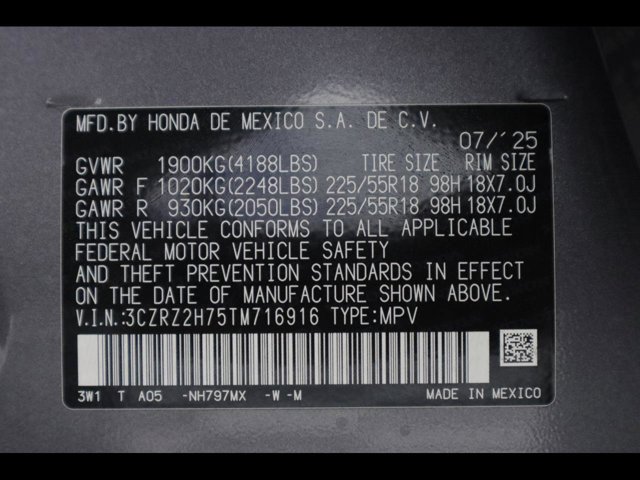 MFD.BY HONDA DE MEXICO S.A. DE C.V.
07/'25
GVWR 1900KG(4188LBS) TIRE SIZE RIM SIZE
GAWR F 1020KG(2248LBS) 225/55R18 98H 18X7.0J
GAWR R 930KG(2050LBS) 225/55R18 98H 18X7.0J
THIS VEHICLE CONFORMS TO ALL APPLICABLE
FEDERAL MOTOR VEHICLE SAFETY
AND THEFT PREVENTION STANDARDS IN EFFECT
ON THE DATE OF MANUFACTURE SHOWN ABOVE.
V.I.N.:3CZRZ2H75TM716916 TYPE:MPV
3W1 T A05 -NH797MX -W -M MADE IN MEXICO